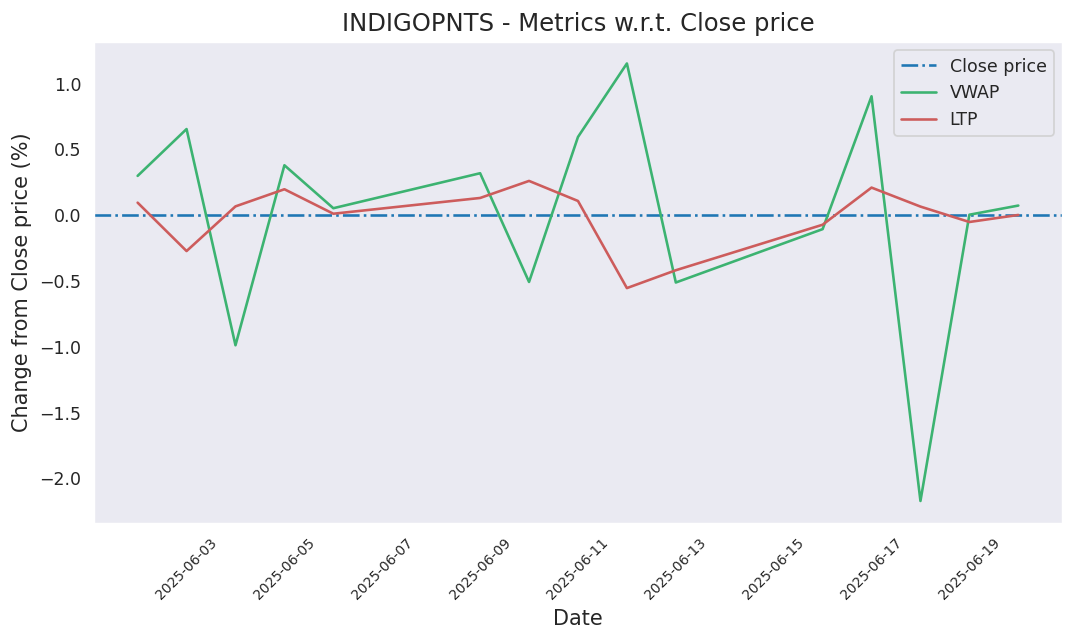 INDIGOPNTS - Metrics w.r.t. Close price
Close price
VWAP
LTP
Change from Close price (%)
1.0
0.5
0.0
−0.5
−1.0
−1.5
−2.0
2025-06-03
2025-06-05
2025-06-07
2025-06-09
2025-06-11
2025-06-13
2025-06-15
2025-06-17
2025-06-19
Date